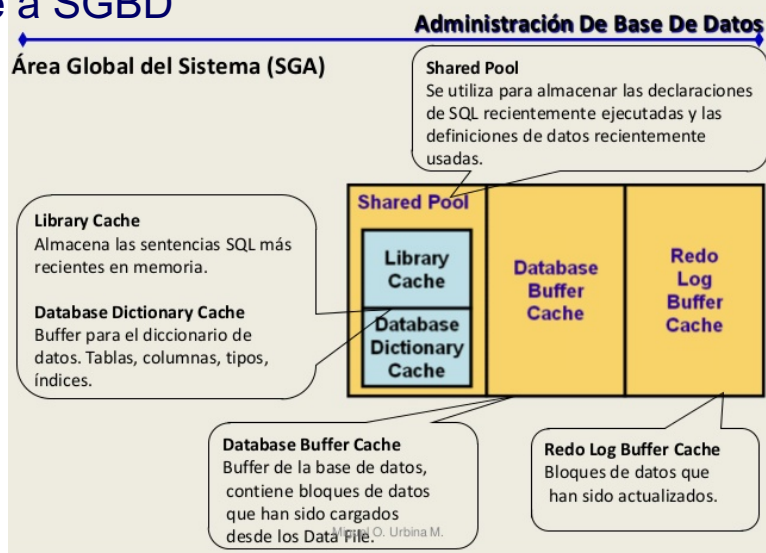 e a SGBD
Administración De Base De Datos
Área Global del Sistema (SGA)
Shared Pool
Se utiliza para almacenar las declaraciones
de SQL recientemente ejecutadas y las
definiciones de datos recientemente
usadas.
Library Cache
Almacena las sentencias SQL más
recientes en memoria.
Database Dictionary Cache
Buffer para el diccionario de
datos. Tablas, columnas, tipos,
índices.
Shared Pool
Library
Cache
Database
Dictionary
Cache
Database
Buffer
Cache
Redo
Log
Buffer
Cache
Database Buffer Cache
Buffer de la base de datos,
contiene bloques de datos
que han sido cargados
desde los Data File.
O. Urbina M.
Redo Log Buffer Cache
Bloques de datos que
han sido actualizados.